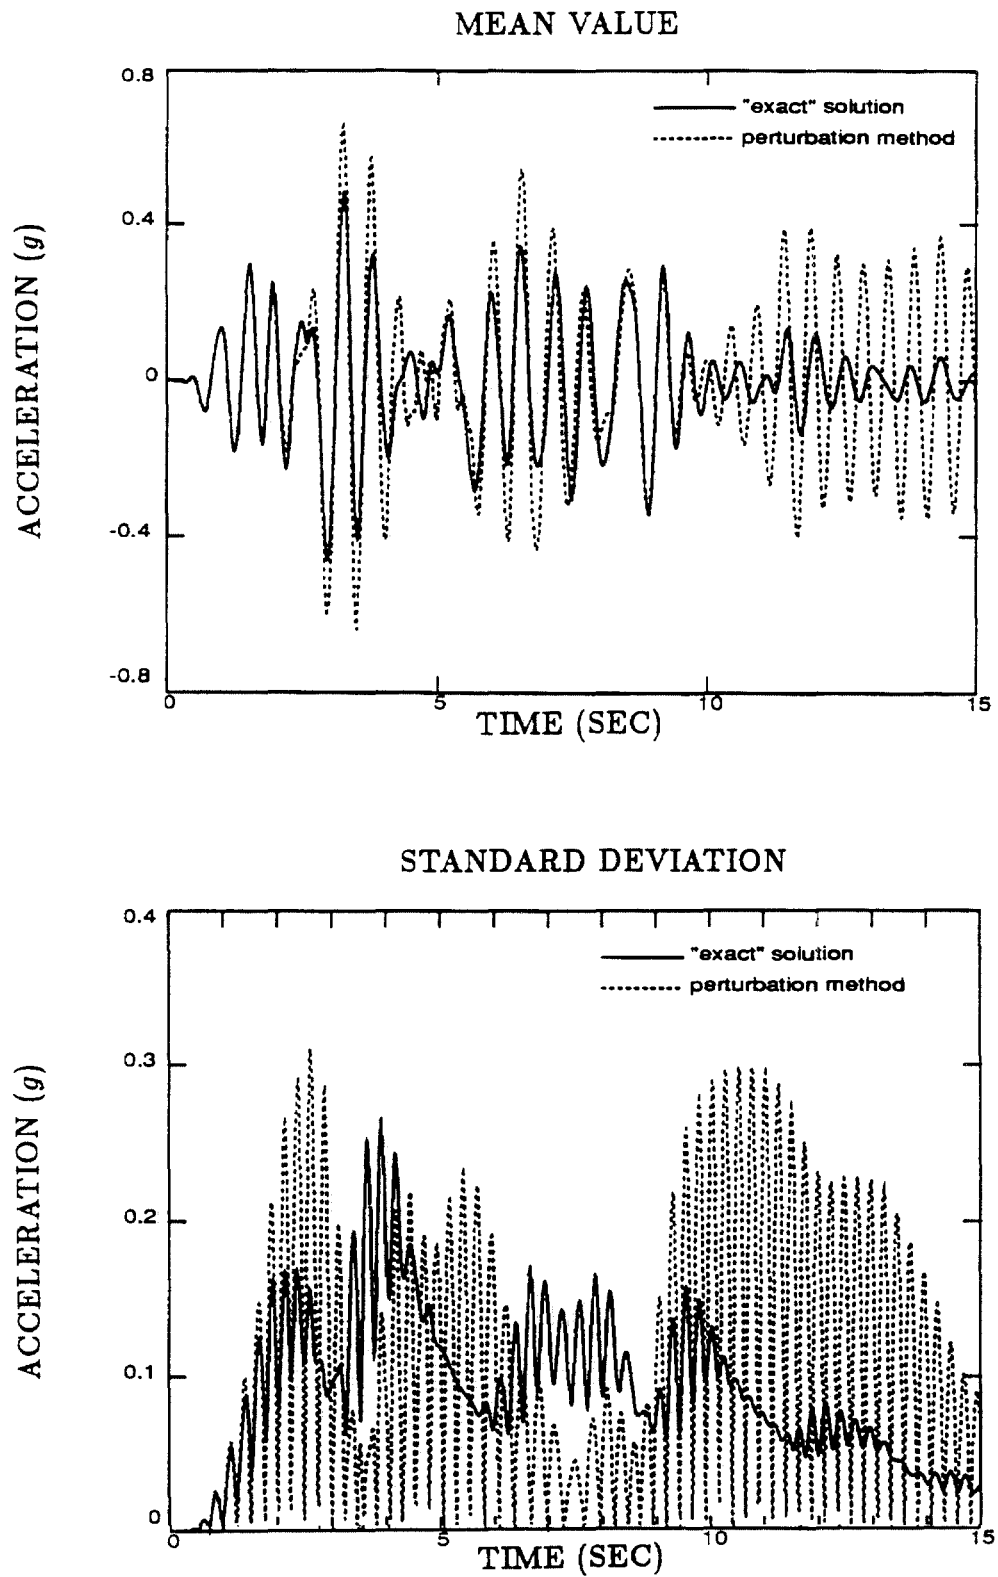 MEAN VALUE
0.8
"exact" solution
perturbation method
0.4
ACCELERATION (g)
0
-0.4
-0.8
0 5 10 15
TIME (SEC)
STANDARD DEVIATION
0.4
"exact" solution
perturbation method
0.3
ACCELERATION (g)
0.2
0.1
0
0 5 10 15
TIME (SEC)